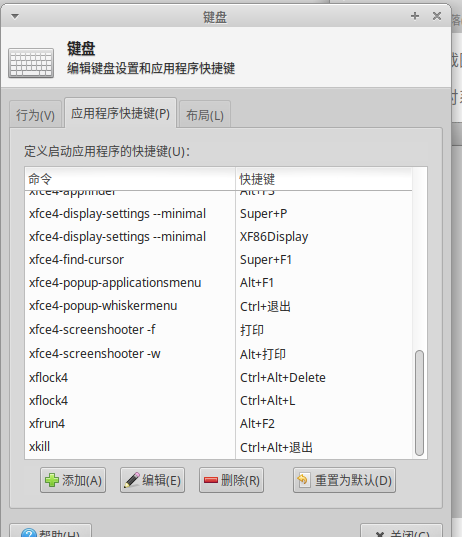 键盘
键盘
编辑键盘设置和应用程序快捷键
行为(V) 应用程序快捷键(P) 布局(L)
定义启动应用程序的快捷键(U):
命令 快捷键
xfce4-appfinder Alt+F3
xfce4-display-settings --minimal Super+P
xfce4-display-settings --minimal XF86Display
xfce4-find-cursor Super+F1
xfce4-popup-applicationsmenu Alt+F1
xfce4-popup-whiskermenu Ctrl+退出
xfce4-screenshooter -f 打印
xfce4-screenshooter -w Alt+打印
xflock4 Ctrl+Alt+Delete
xflock4 Ctrl+Alt+L
xfrun4 Alt+F2
xkill Ctrl+Alt+退出
添加(A) 编辑(E) 删除(R) 重置为默认(D)
帮助(H) 关闭(C)